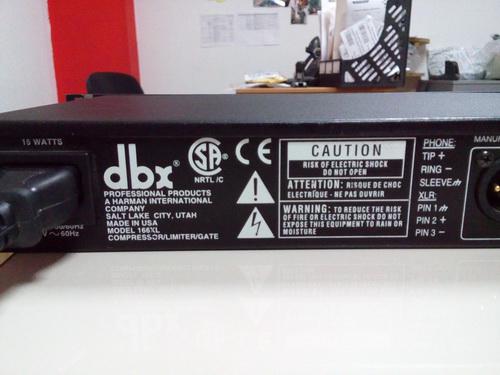 15 WATTS
dbx®
PROFESSIONAL PRODUCTS
A HARMAN INTERNATIONAL
COMPANY
SALT LAKE CITY, UTAH
MADE IN USA
MODEL 166XL
COMPRESSOR/LIMITER/GATE
60Hz
SA®
NRTL /C
CE
CAUTION
RISK OF ELECTRIC SHOCK
DO NOT OPEN
ATTENTION: RISQUE DE CHOC
ELECTRIQUE - NE PAS OUVRIR
WARNING: TO REDUCE THE RISK
OF FIRE OR ELECTRIC SHOCK DO NOT
EXPOSE THIS EQUIPMENT TO RAIN OR
MOISTURE
PHONE:
TIP +
RING -
SLEEVE
XLR:
PIN 1
PIN 2 +
PIN 3 -